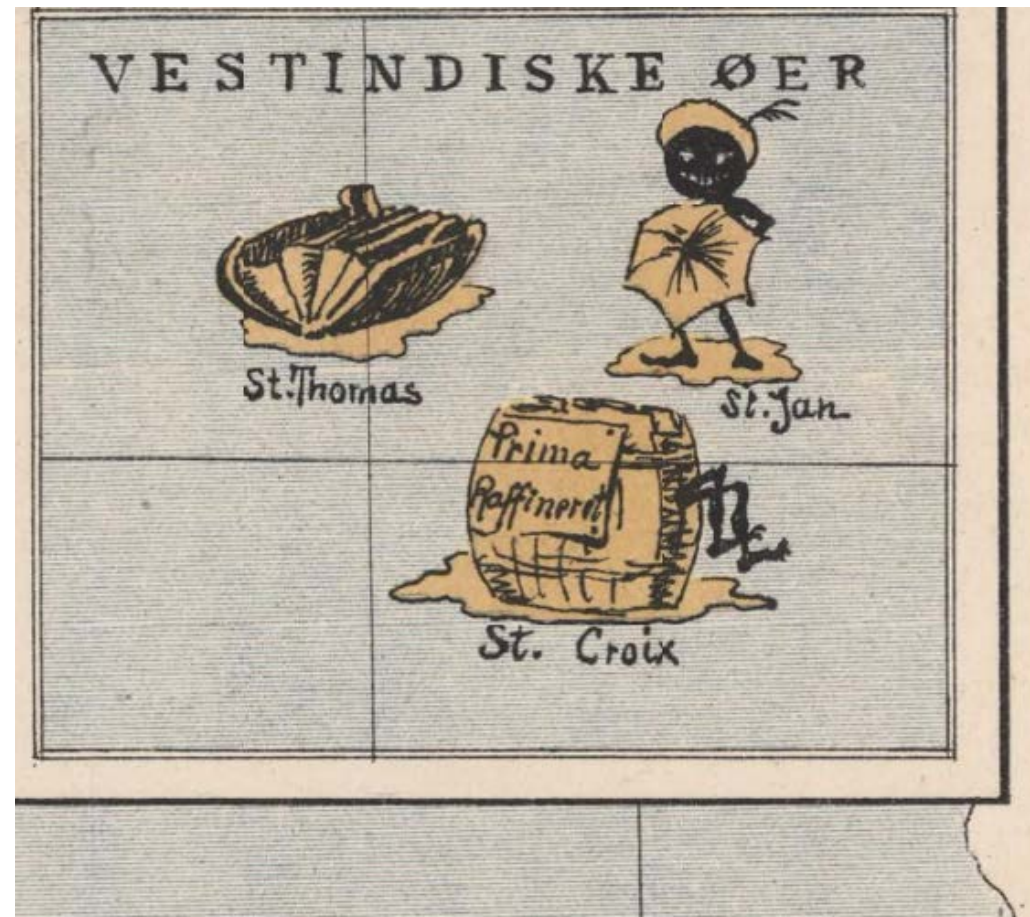 VESTINDISKE ØER
St. Thomas
St. Jan
Prima
Raffineret
St. Croix